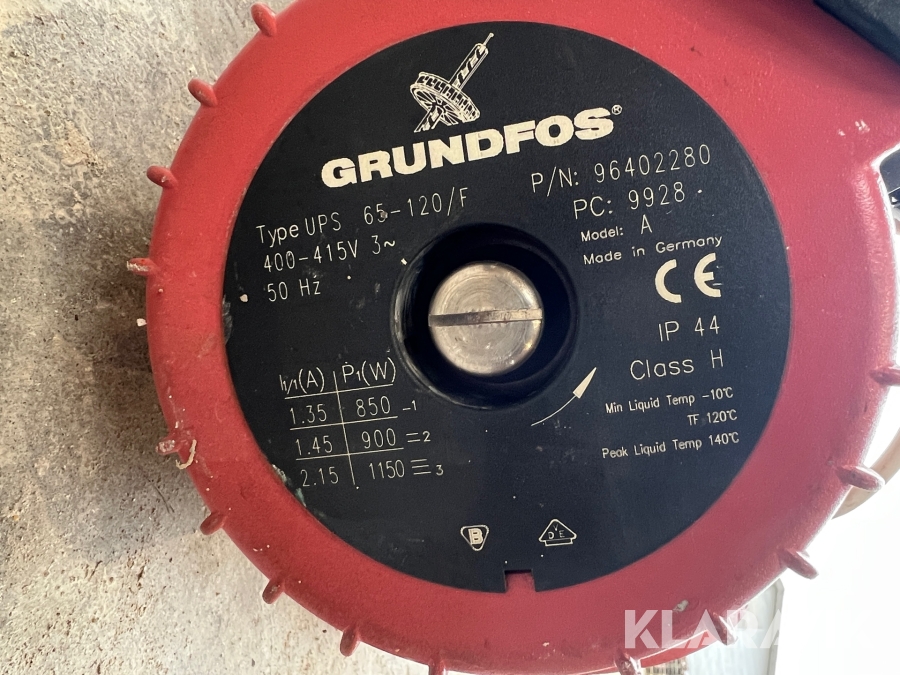 GRUNDFOS®
Type UPS 65-120/F
400-415V 3~
50 Hz
P/N: 96402280
PC: 9928
Model: A
Made in Germany
CE
IP 44
Class H
Min Liquid Temp -10°C
TF 120°C
Peak Liquid Temp 140°C
I1/1(A) P1(W)
1.35 850 1
1.45 900 2
2.15 1150 3
B
VDE
KLARA